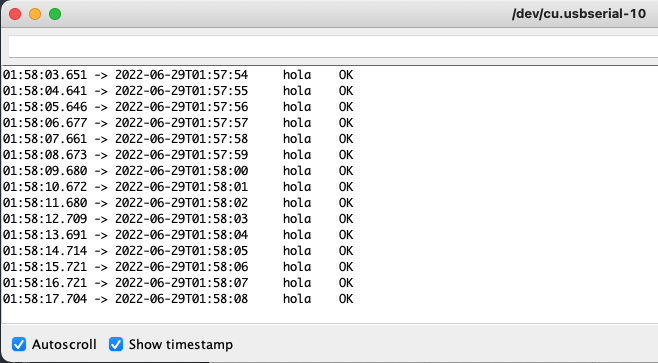 /dev/cu.usbserial-10
01:58:03.651 -> 2022-06-29T01:57:54 hola OK
01:58:04.641 -> 2022-06-29T01:57:55 hola OK
01:58:05.646 -> 2022-06-29T01:57:56 hola OK
01:58:06.677 -> 2022-06-29T01:57:57 hola OK
01:58:07.661 -> 2022-06-29T01:57:58 hola OK
01:58:08.673 -> 2022-06-29T01:57:59 hola OK
01:58:09.680 -> 2022-06-29T01:58:00 hola OK
01:58:10.672 -> 2022-06-29T01:58:01 hola OK
01:58:11.680 -> 2022-06-29T01:58:02 hola OK
01:58:12.709 -> 2022-06-29T01:58:03 hola OK
01:58:13.691 -> 2022-06-29T01:58:04 hola OK
01:58:14.714 -> 2022-06-29T01:58:05 hola OK
01:58:15.721 -> 2022-06-29T01:58:06 hola OK
01:58:16.721 -> 2022-06-29T01:58:07 hola OK
01:58:17.704 -> 2022-06-29T01:58:08 hola OK
Autoscroll Show timestamp